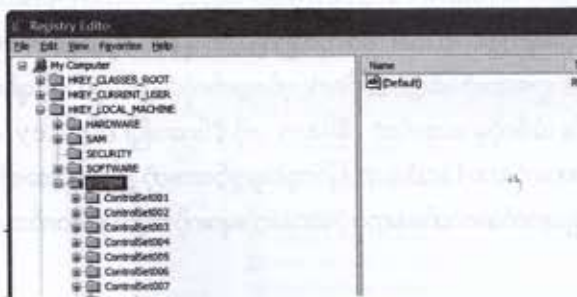 Registry Edito
File Edit View Favorites Help
My Computer
HKEY_CLASSES_ROOT
HKEY_CURRENT_USER
HKEY_LOCAL_MACHINE
HARDWARE
SAM
SECURITY
SOFTWARE
ControlSet001
ControlSet002
ControlSet003
ControlSet004
ControlSet005
ControlSet006
ControlSet007
Name
(Default)